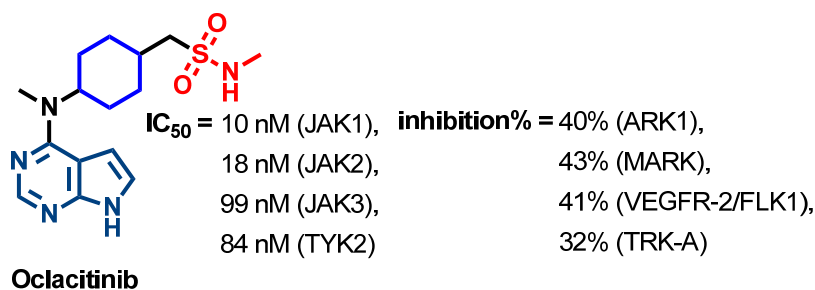 O
S
O
N
H
N
N
N
N
H
IC50 = 10 nM (JAK1), inhibition% = 40% (ARK1),
18 nM (JAK2), 43% (MARK),
99 nM (JAK3), 41% (VEGFR-2/FLK1),
84 nM (TYK2) 32% (TRK-A)
Oclacitinib